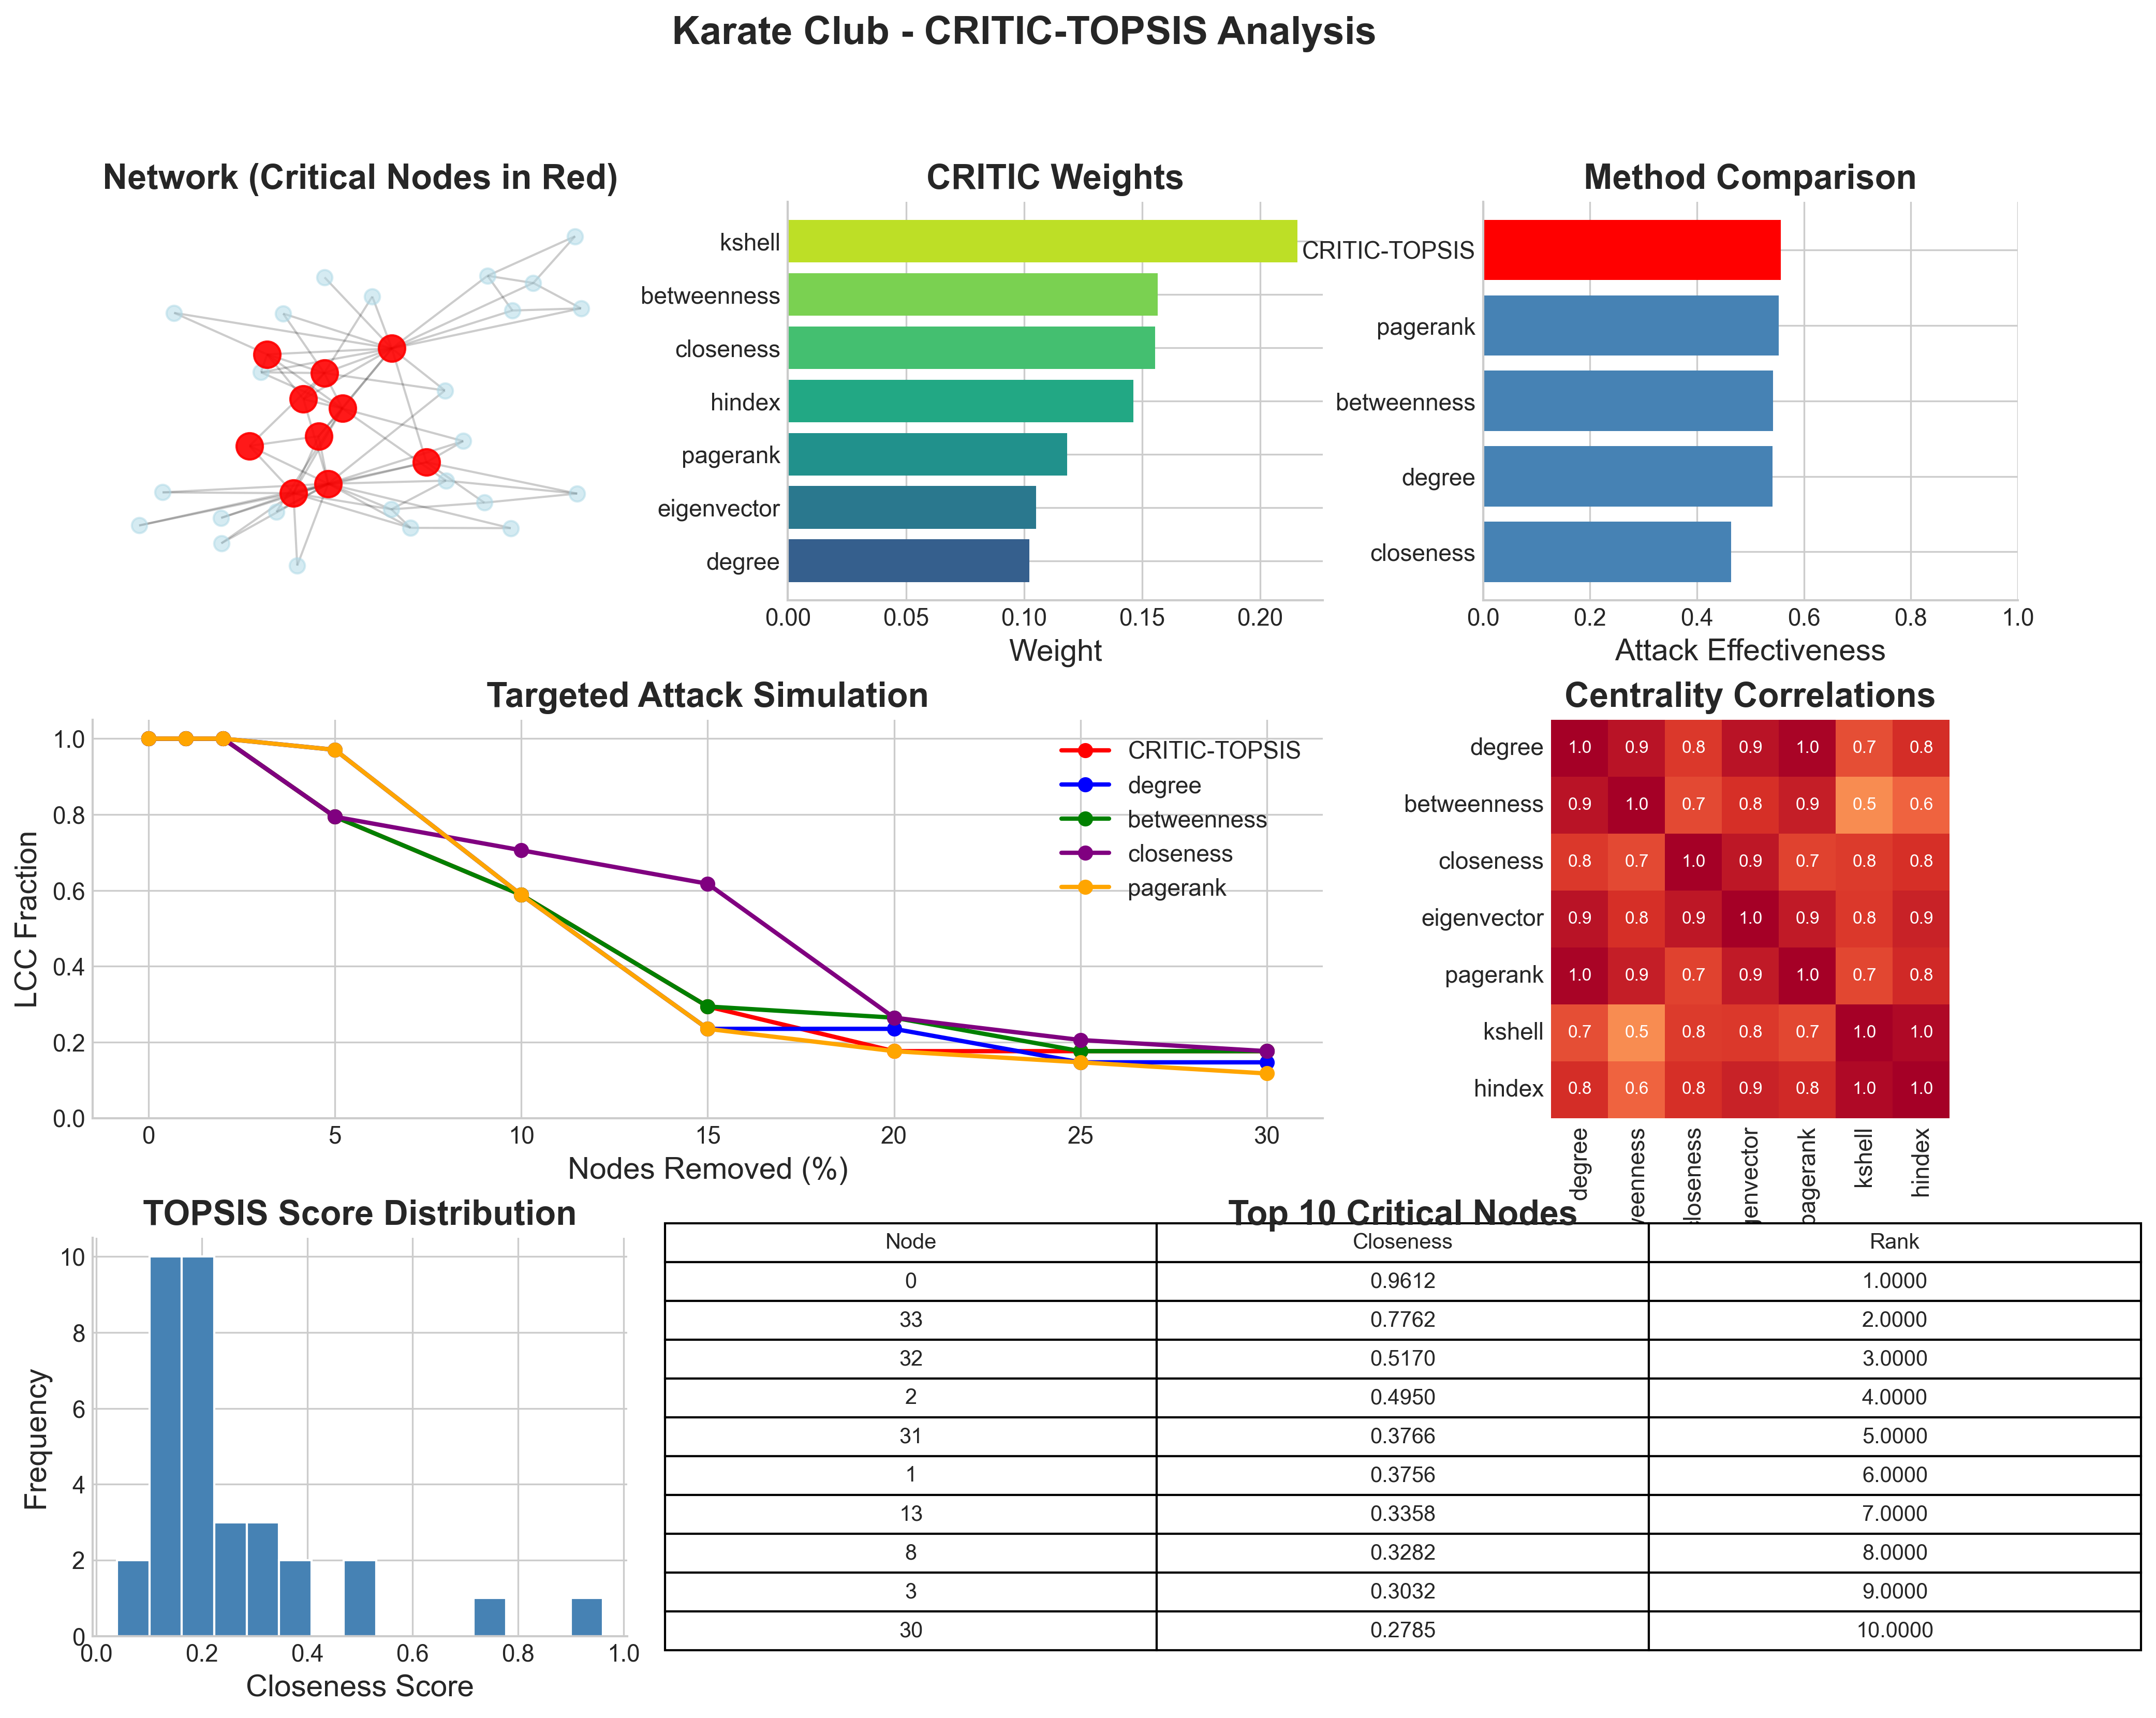 Karate Club - CRITIC-TOPSIS Analysis
Network (Critical Nodes in Red)
CRITIC Weights
kshell
betweenness
closeness
hindex
pagerank
eigenvector
degree
0.00 0.05 0.10 0.15 0.20
Weight
Method Comparison
CRITIC-TOPSIS
pagerank
betweenness
degree
closeness
0.0 0.2 0.4 0.6 0.8 1.0
Attack Effectiveness
Targeted Attack Simulation
LCC Fraction
1.0
0.8
0.6
0.4
0.2
0.0
CRITIC-TOPSIS
degree
betweenness
closeness
pagerank
0 5 10 15 20 25 30
Nodes Removed (%)
Centrality Correlations
degree 1.0 0.9 0.8 0.9 1.0 0.7 0.8
betweenness 0.9 1.0 0.7 0.8 0.9 0.5 0.6
closeness 0.8 0.7 1.0 0.9 0.7 0.8 0.8
eigenvector 0.9 0.8 0.9 1.0 0.9 0.8 0.9
pagerank 1.0 0.9 0.7 0.9 1.0 0.7 0.8
kshell 0.7 0.5 0.8 0.8 0.7 1.0 1.0
hindex 0.8 0.6 0.8 0.9 0.8 1.0 1.0
degree
pagerank
kshell
hindex
TOPSIS Score Distribution
Frequency
10
8
6
4
2
0
0.0 0.2 0.4 0.6 0.8 1.0
Closeness Score
Top 10 Critical Nodes
Node Closeness Rank
0 0.9612 1.0000
33 0.7762 2.0000
32 0.5170 3.0000
2 0.4950 4.0000
31 0.3766 5.0000
1 0.3756 6.0000
13 0.3358 7.0000
8 0.3282 8.0000
3 0.3032 9.0000
30 0.2785 10.0000